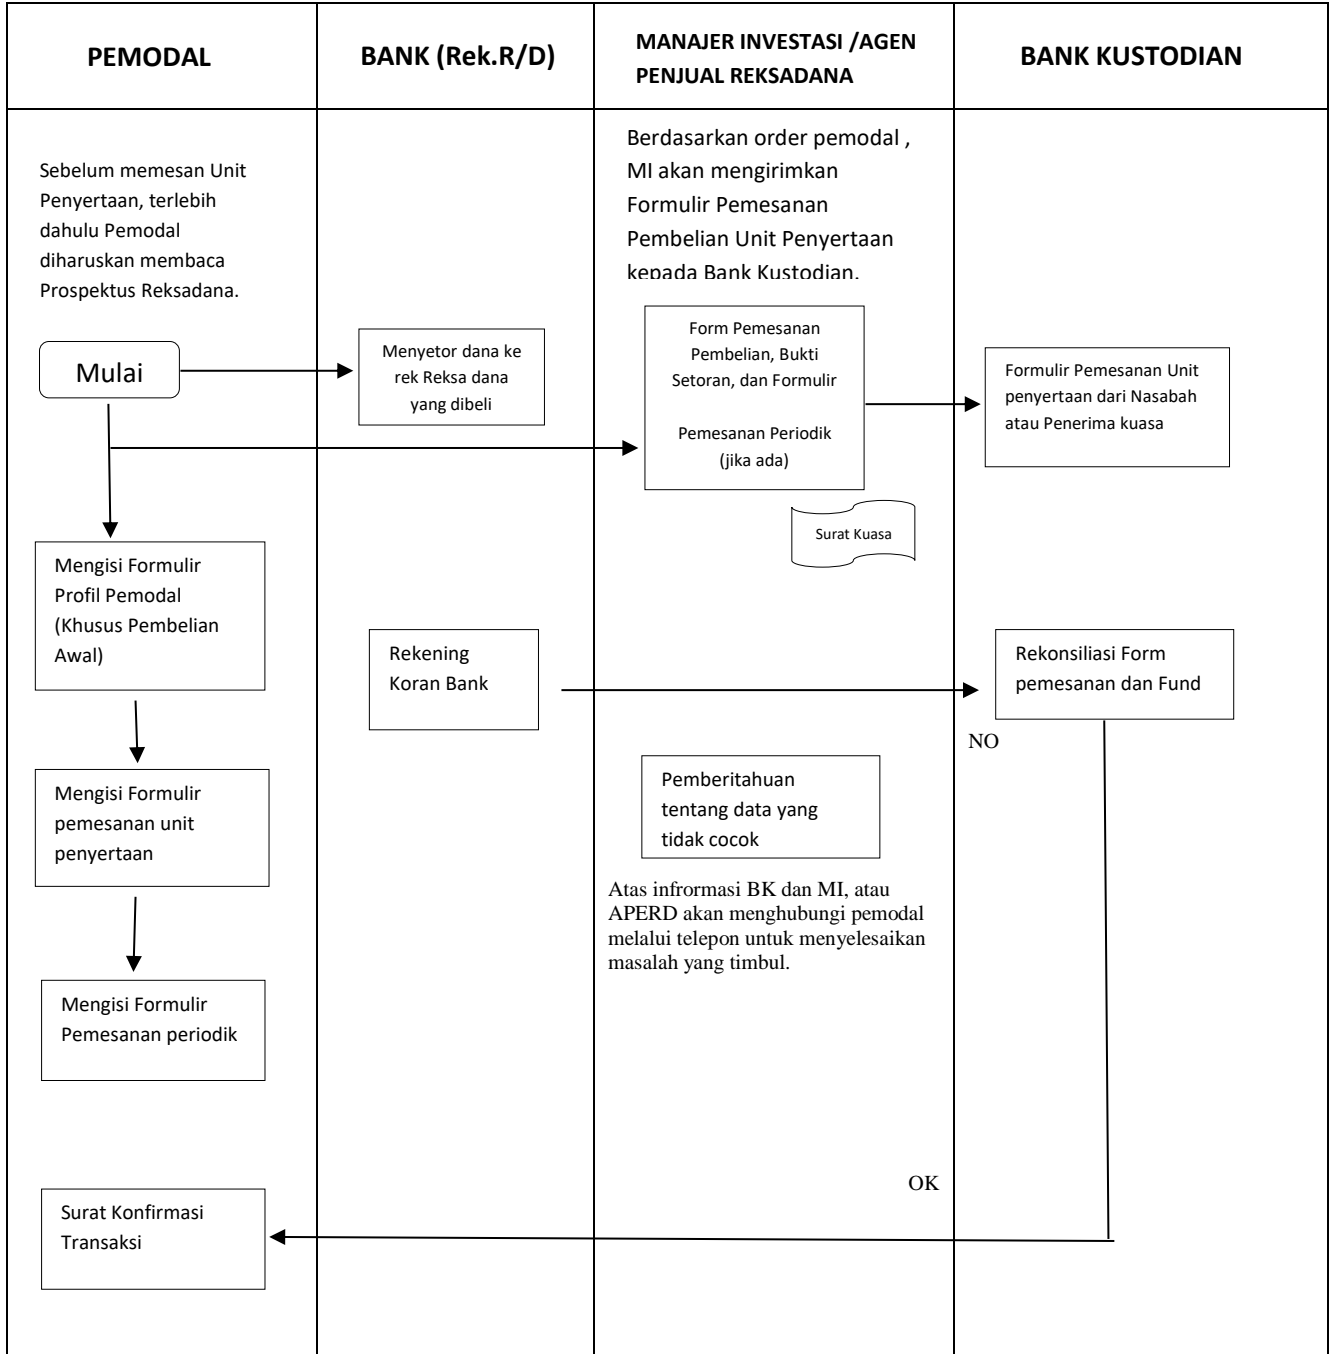 PEMODAL
BANK (Rek.R/D)
MANAJER INVESTASI /AGEN
PENJUAL REKSADANA
BANK KUSTODIAN
Sebelum memesan Unit
Penyertaan, terlebih
dahulu Pemodal
diharuskan membaca
Prospektus Reksadana.
Berdasarkan order pemodal ,
MI akan mengirimkan
Formulir Pemesanan
Pembelian Unit Penyertaan
kepada Bank Kustodian.
Mulai
Menyetor dana ke
rek Reksa dana
yang dibeli
Form Pemesanan
Pembelian, Bukti
Setoran, dan Formulir
Pemesanan Periodik
(jika ada)
Formulir Pemesanan Unit
penyertaan dari Nasabah
atau Penerima kuasa
Surat Kuasa
Mengisi Formulir
Profil Pemodal
(Khusus Pembelian
Awal)
Rekening
Koran Bank
Rekonsiliasi Form
pemesanan dan Fund
NO
Mengisi Formulir
pemesanan unit
penyertaan
Pemberitahuan
tentang data yang
tidak cocok
Atas infrormasi BK dan MI, atau
APERD akan menghubungi pemodal
melalui telepon untuk menyelesaikan
masalah yang timbul.
Mengisi Formulir
Pemesanan periodik
OK
Surat Konfirmasi
Transaksi